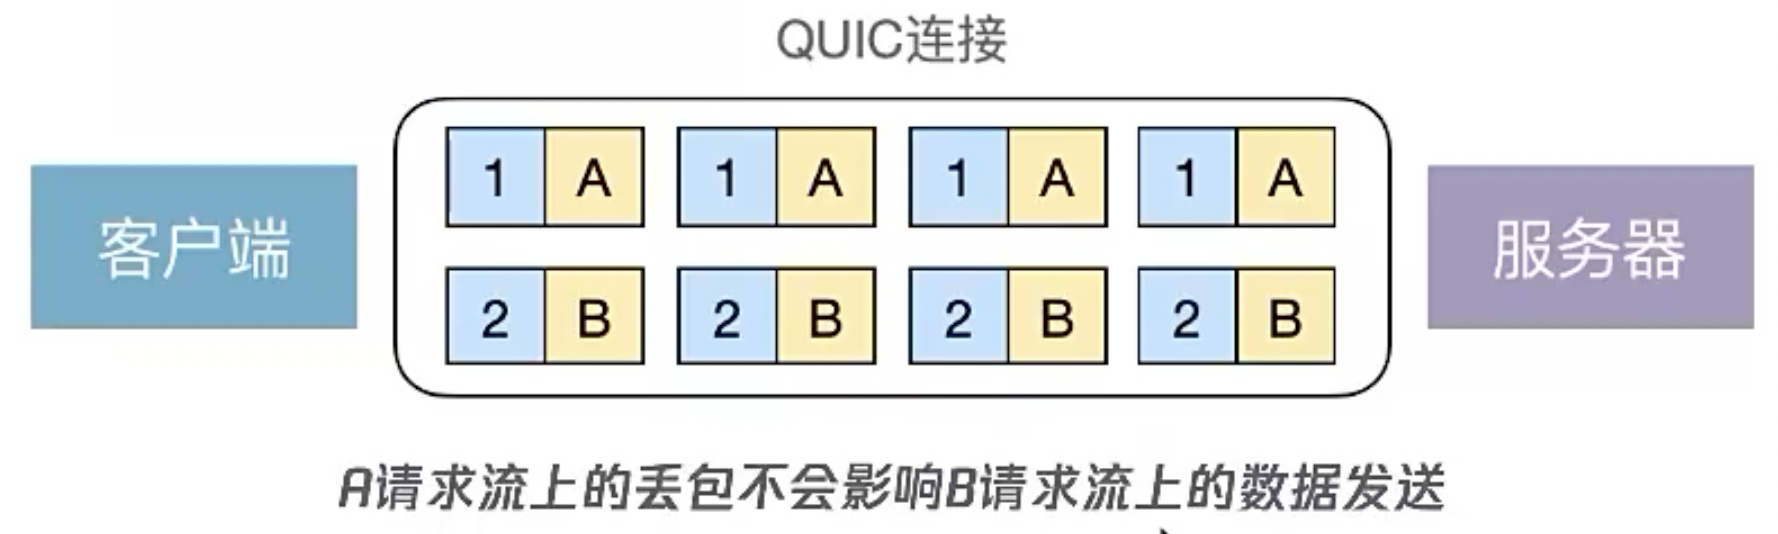 QUIC连接
1 A 1 A 1 A 1 A
客户端
服务器
2 B 2 B 2 B 2 B
A请求流上的丢包不会影响B请求流上的数据发送